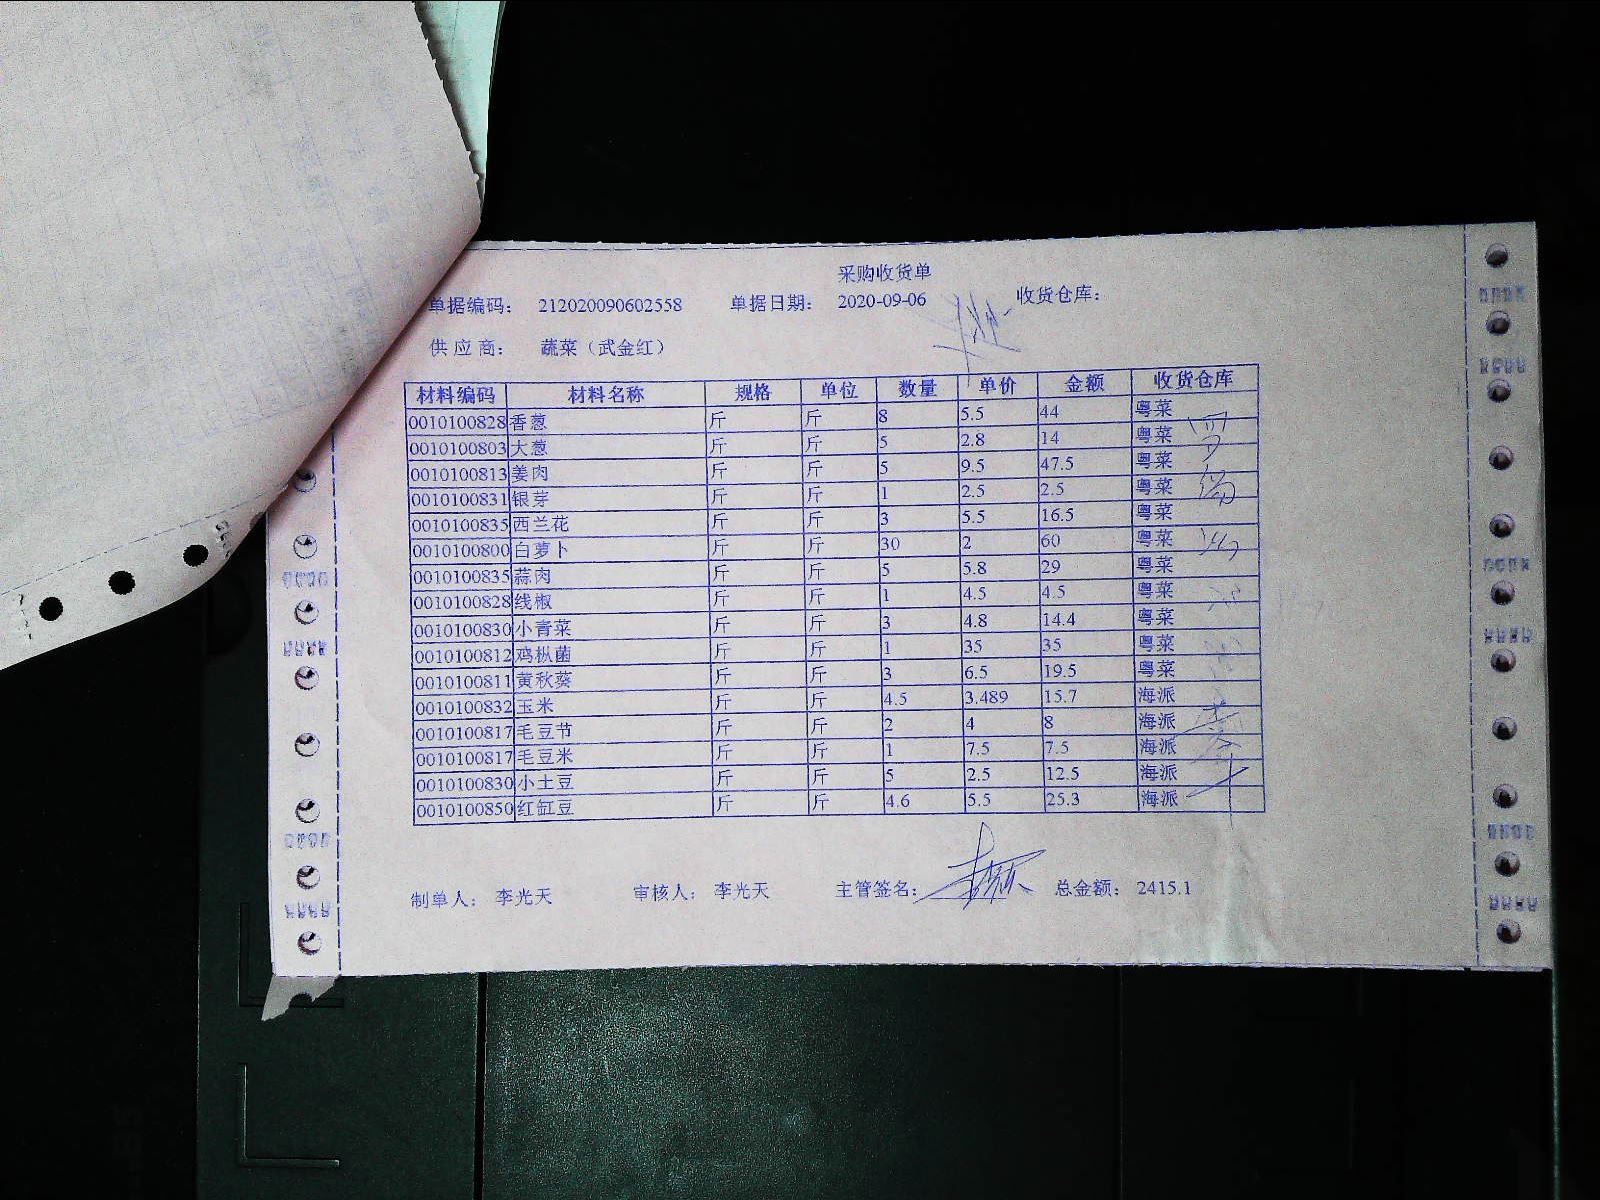 采购收货单
单据编码: 212020090602558 单据日期: 2020-09-06 收货仓库:
供应商: 蔬菜（武金红）
材料编码 材料名称 规格 单位 数量 单价 金额 收货仓库
0010100828 香葱 斤 斤 8 5.5 44 粤菜
0010100803 大葱 斤 斤 5 2.8 14 粤菜
0010100813 姜肉 斤 斤 5 9.5 47.5 粤菜
0010100831 银芽 斤 斤 1 2.5 2.5 粤菜
0010100835 西兰花 斤 斤 3 5.5 16.5 粤菜
0010100800 白萝卜 斤 斤 30 2 60 粤菜
0010100835 蒜肉 斤 斤 5 5.8 29 粤菜
0010100828 线椒 斤 斤 1 4.5 4.5 粤菜
0010100830 小青菜 斤 斤 3 4.8 14.4 粤菜
0010100812 鸡枞菌 斤 斤 1 35 35 粤菜
0010100811 黄秋葵 斤 斤 3 6.5 19.5 粤菜
0010100832 玉米 斤 斤 4.5 3.489 15.7 海派
0010100817 毛豆节 斤 斤 2 4 8 海派
0010100817 毛豆米 斤 斤 1 7.5 7.5 海派
0010100830 小土豆 斤 斤 5 2.5 12.5 海派
0010100850 红缸豆 斤 斤 4.6 5.5 25.3 海派
制单人: 李光天 审核人: 李光天 主管签名: 总金额: 2415.1